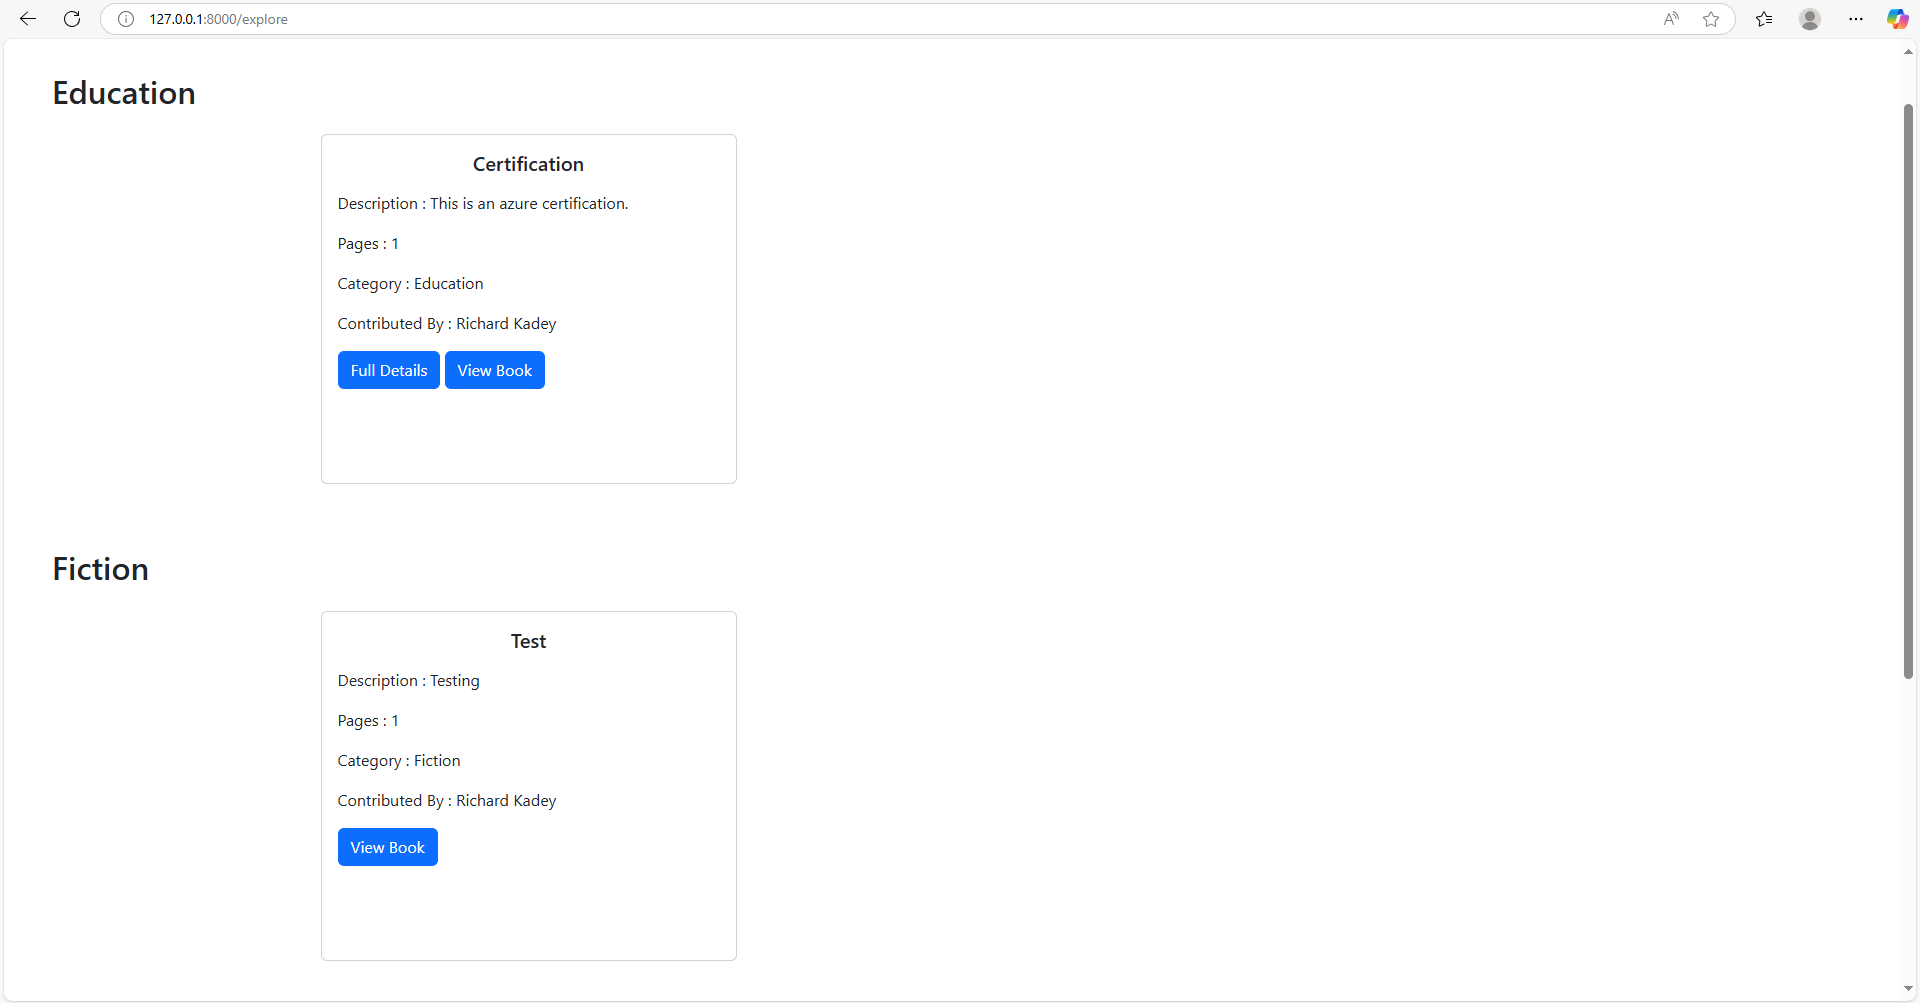 127.0.0.1:8000/explore
Education
Certification
Description : This is an azure certification.
Pages : 1
Category : Education
Contributed By : Richard Kadey
Full Details View Book
Fiction
Test
Description : Testing
Pages : 1
Category : Fiction
Contributed By : Richard Kadey
View Book